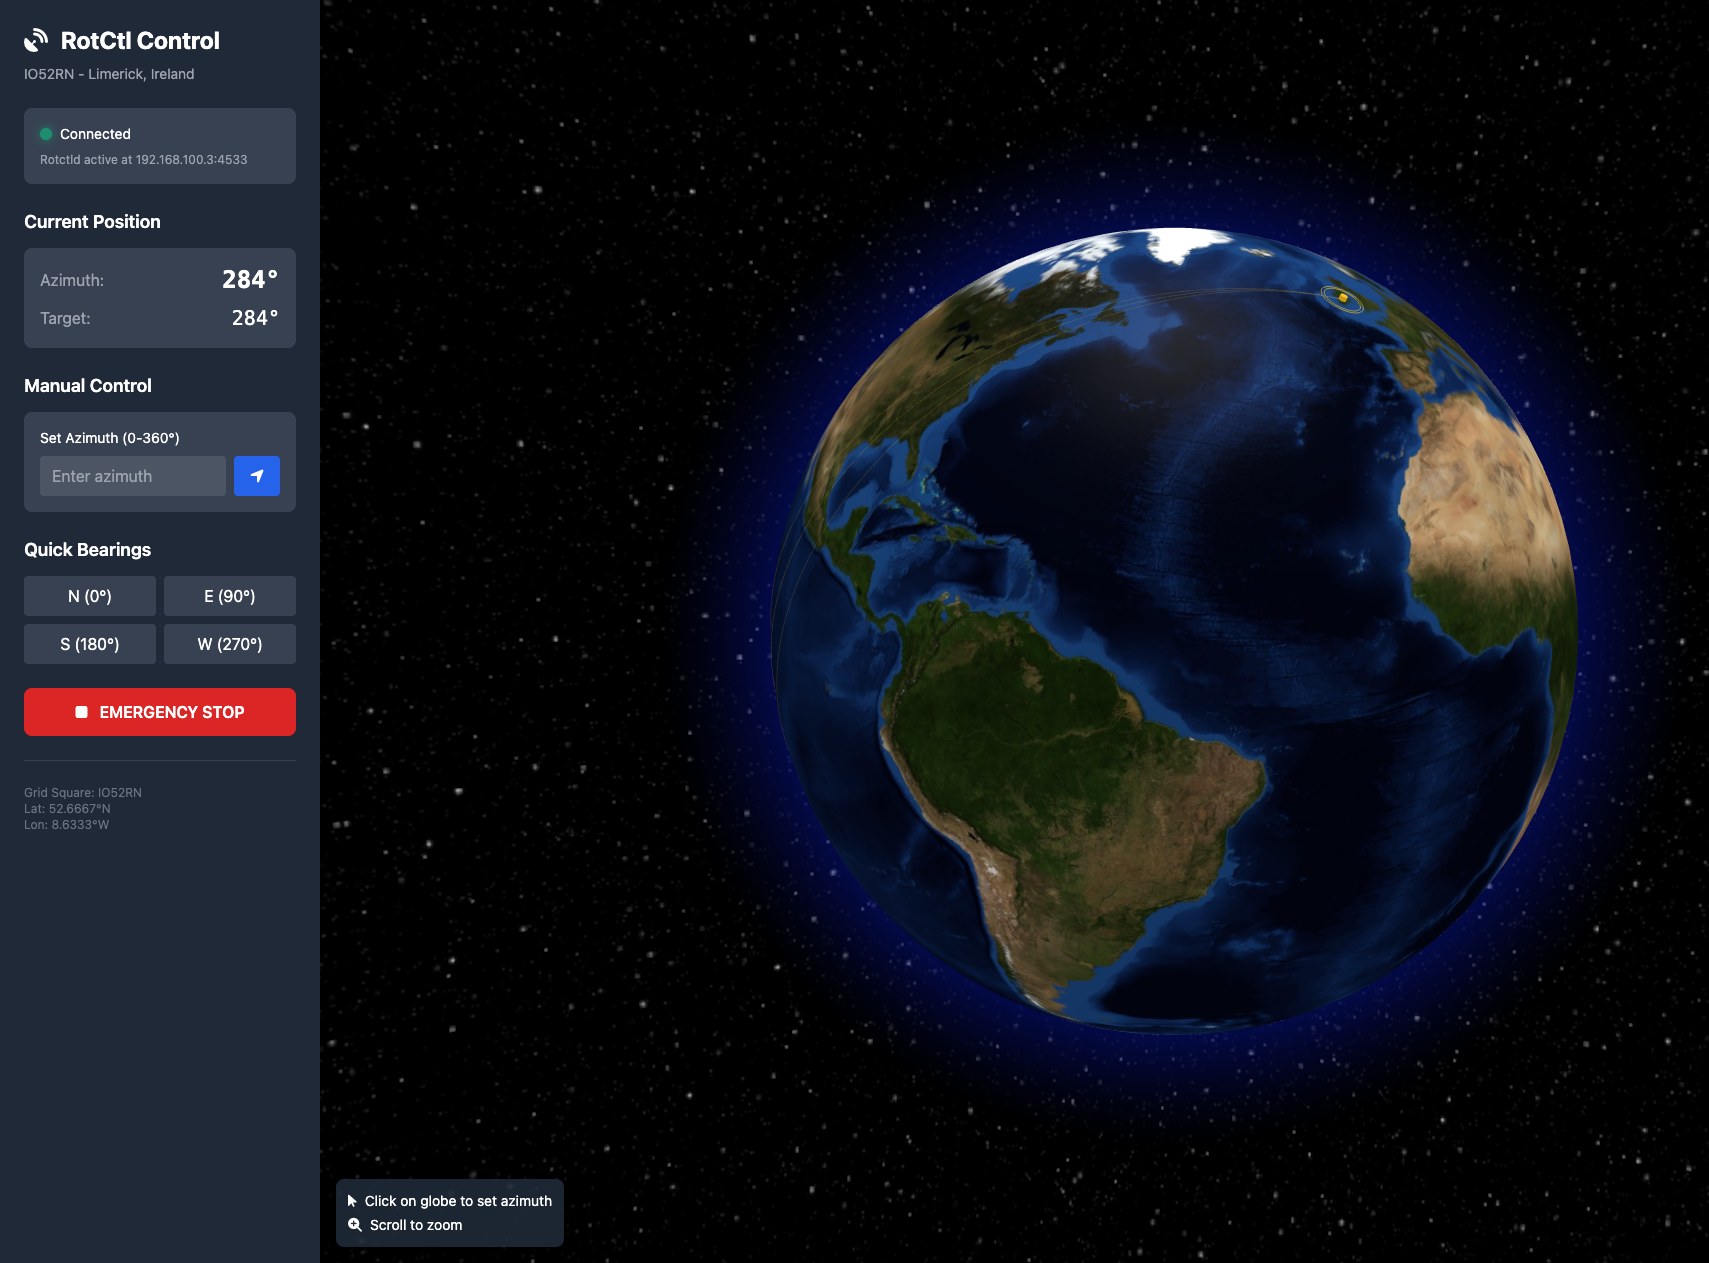 RotCtl Control
IO52RN - Limerick, Ireland
Connected
Rotctld active at 192.168.100.3:4533
Current Position
Azimuth: 284°
Target: 284°
Manual Control
Set Azimuth (0-360°)
Enter azimuth
Quick Bearings
N (0°) E (90°)
S (180°) W (270°)
EMERGENCY STOP
Grid Square: IO52RN
Lat: 52.6667°N
Lon: 8.6333°W
Click on globe to set azimuth
Scroll to zoom